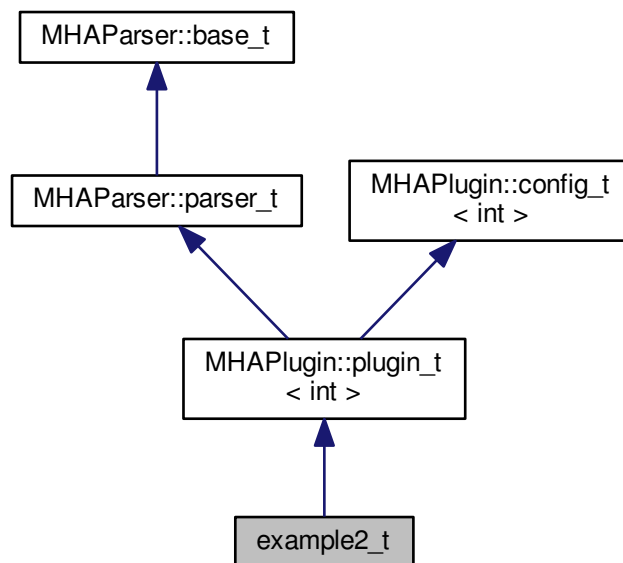 MHAParser::base_t
MHAParser::parser_t
MHAPlugin::config_t
< int >
MHAPlugin::plugin_t
< int >
example2_t